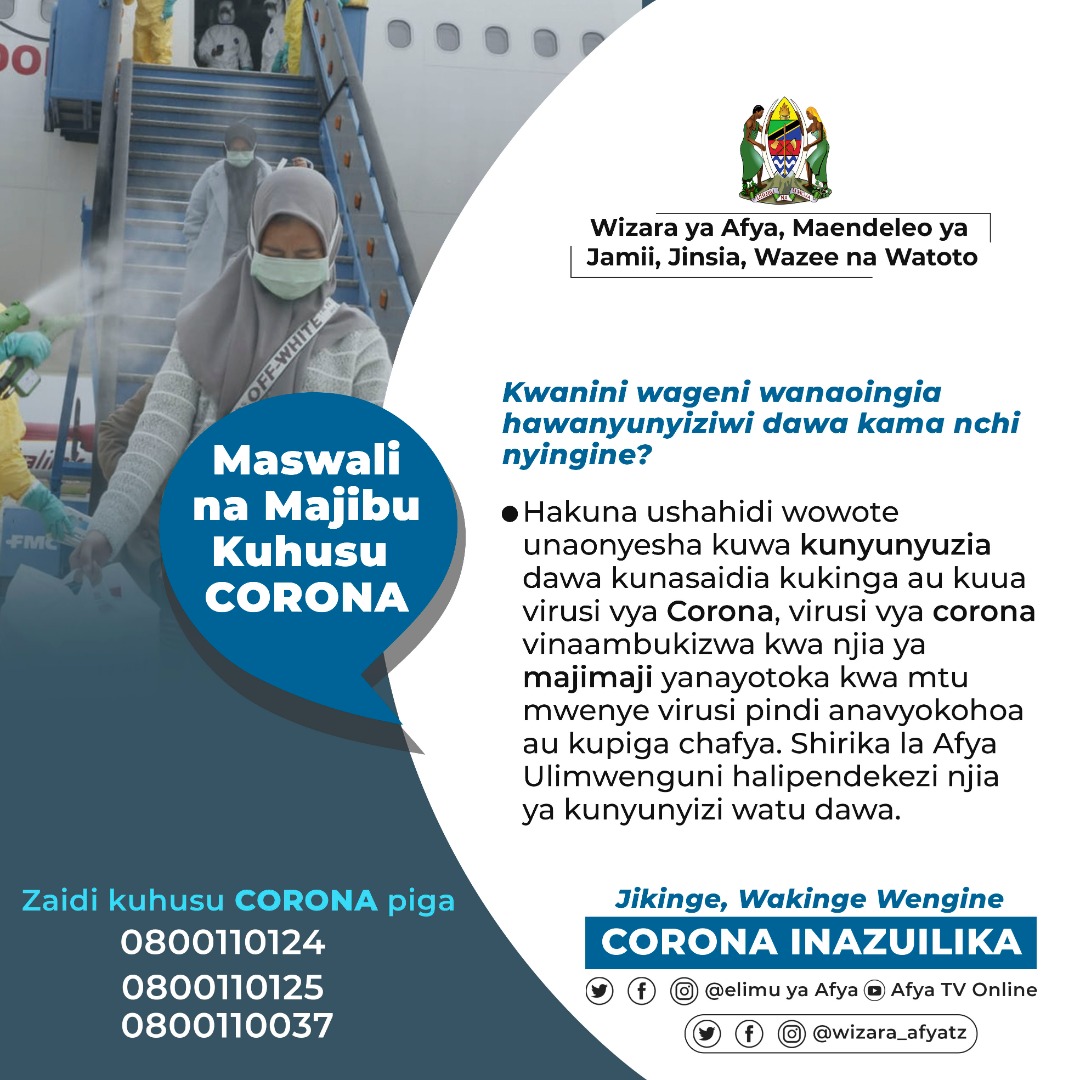 Wizara ya Afya, Maendeleo ya
Jamii, Jinsia, Wazee na Watoto
OFF-WHITE
FMC
Maswali
na Majibu
Kuhusu
CORONA
Kwanini wageni wanaoingia
hawanyunyiziwi dawa kama nchi
nyingine?
● Hakuna ushahidi wowote
unaonyesha kuwa kunyunyuzia
dawa kunasaidia kukinga au kuua
virusi vya Corona, virusi vya corona
vinaambukizwa kwa njia ya
majimaji yanayotoka kwa mtu
mwenye virusi pindi anavyokohoa
au kupiga chafya. Shirika la Afya
Ulimwenguni halipendekezi njia
ya kunyunyizi watu dawa.
Zaidi kuhusu CORONA piga
0800110124
0800110125
0800110037
Jikinge, Wakinge Wengine
CORONA INAZUILIKA
@elimu ya Afya Afya TV Online
@wizara_afyatz